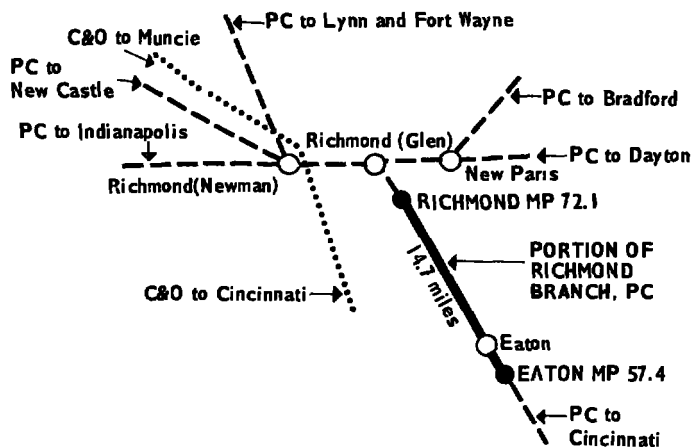 PC to Lynn and Fort Wayne
C&O to Muncie
PC to
New Castle
PC to Bradford
PC to Indianapolis
Richmond (Glen)
PC to Dayton
New Paris
Richmond(Newman)
RICHMOND MP 72.1
PORTION OF
RICHMOND
BRANCH, PC
14.7 miles
C&O to Cincinnati
Eaton
EATON MP 57.4
PC to
Cincinnati